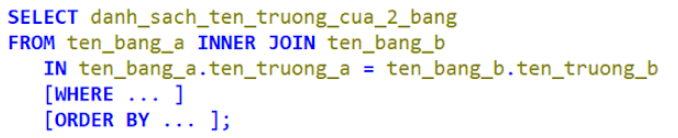 SELECT danh_sach_ten_truong_cua_2_bang
FROM ten_bang_a INNER JOIN ten_bang_b
IN ten_bang_a.ten_truong_a = ten_bang_b.ten_truong_b
[WHERE ... ]
[ORDER BY ... ];